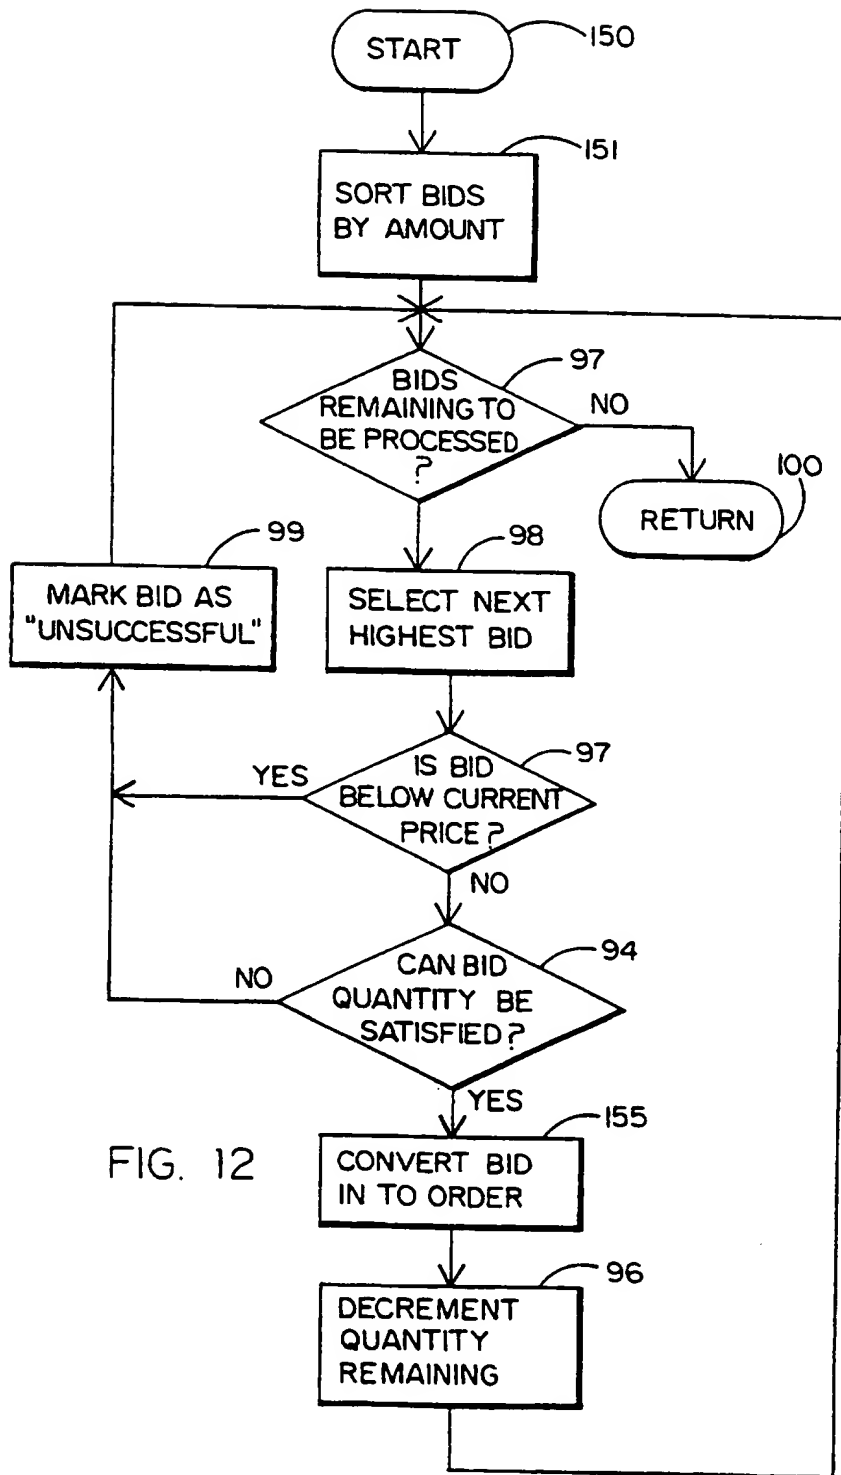 START
150
151
SORT BIDS
BY AMOUNT
97
BIDS
REMAINING TO
BE PROCESSED
?
NO
100
RETURN
99
MARK BID AS
"UNSUCCESSFUL"
98
SELECT NEXT
HIGHEST BID
97
YES
IS BID
BELOW CURRENT
PRICE?
NO
94
NO
CAN BID
QUANTITY BE
SATISFIED?
YES
155
FIG. 12
CONVERT BID
IN TO ORDER
96
DECREMENT
QUANTITY
REMAINING